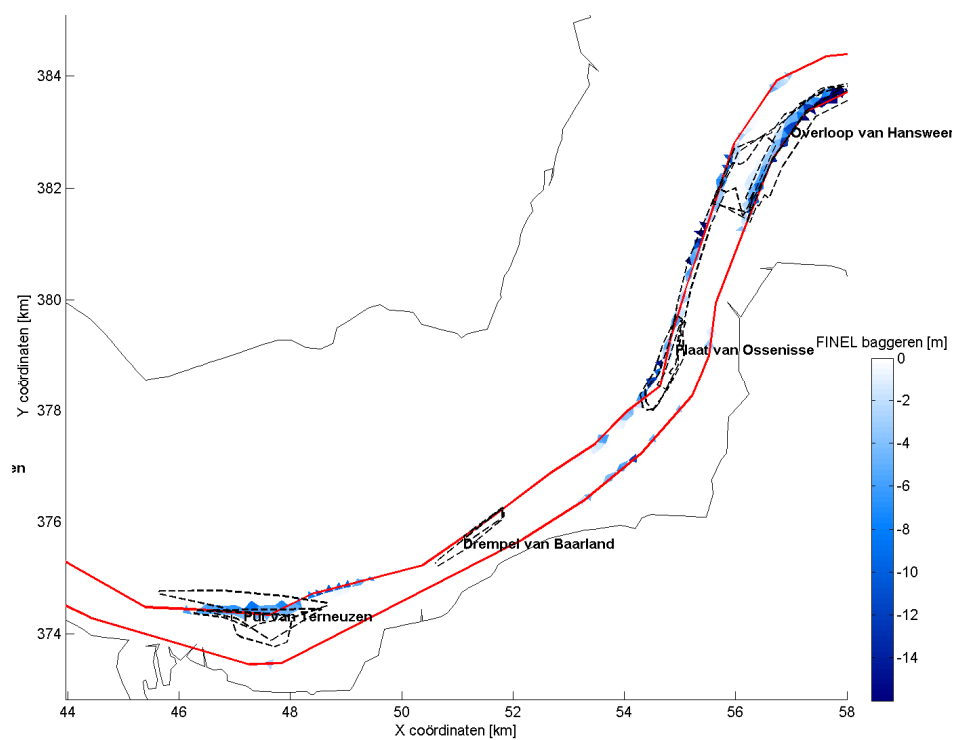 384
382
380
378
376
374
Y coördinaten [km]
44
46
48
50
52
54
56
58
X coördinaten [km]
Overloop van Hansweer
Plaat van Ossenisse
Drempel van Baarland
Put van Terneuzen
en
FINEL baggeren [m]
0
-2
-4
-6
-8
-10
-12
-14